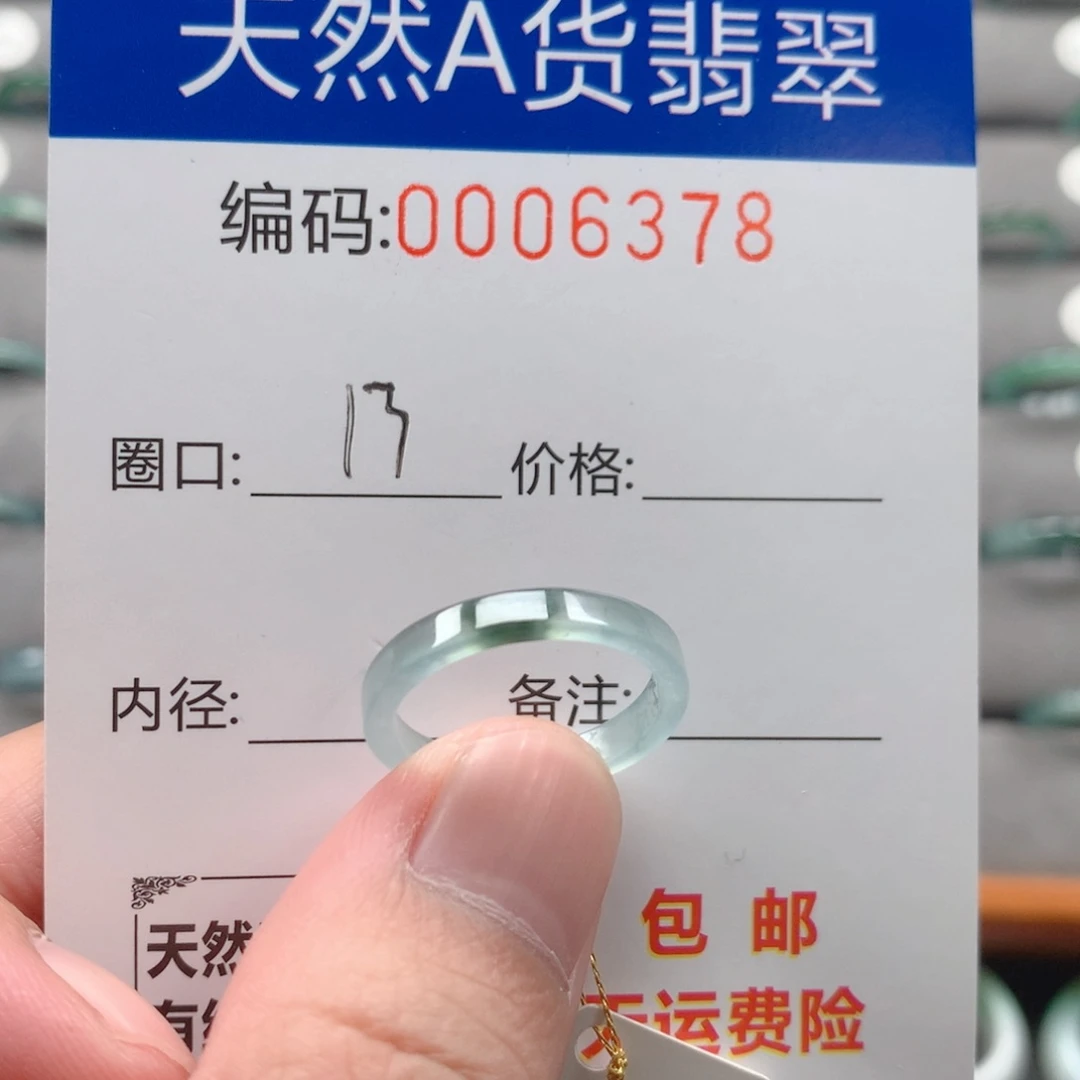 天然A货翡翠
编码:0006378
圈口: 17 价格:
内径: 备注:
天然
包 邮
运费险